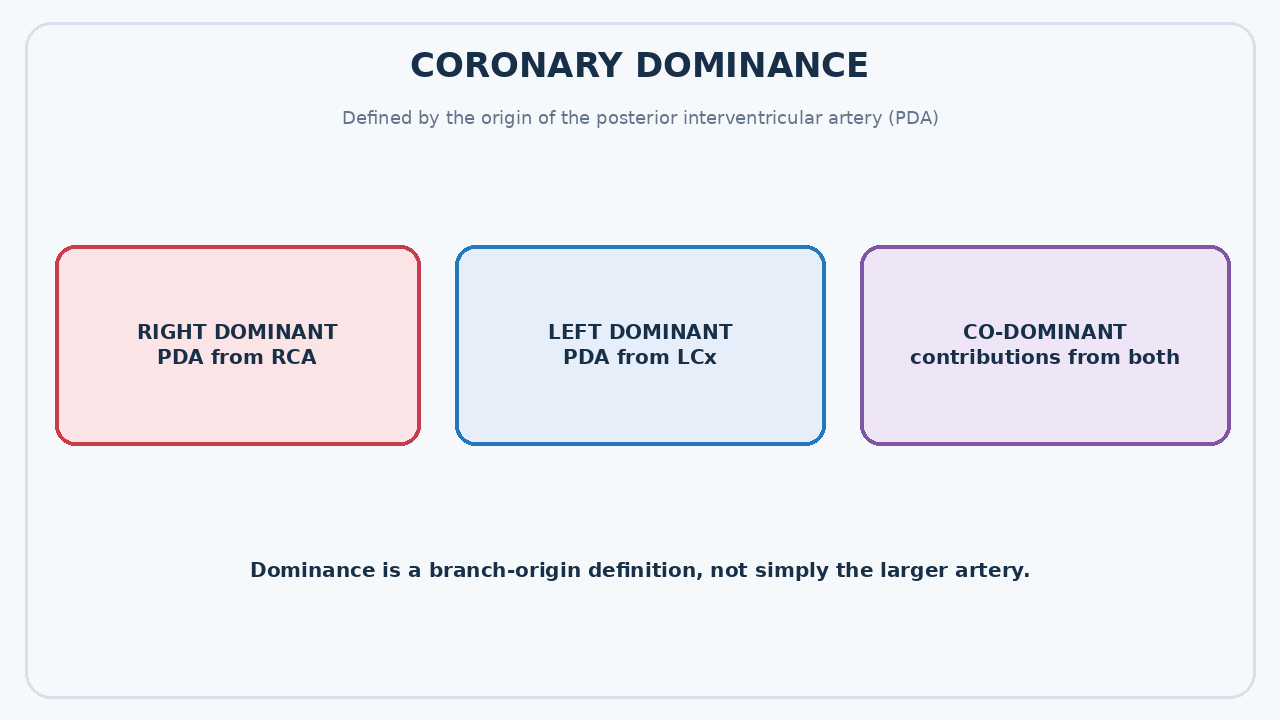 CORONARY DOMINANCE
Defined by the origin of the posterior interventricular artery (PDA)
RIGHT DOMINANT
PDA from RCA
LEFT DOMINANT
PDA from LCx
CO-DOMINANT
contributions from both
Dominance is a branch-origin definition, not simply the larger artery.